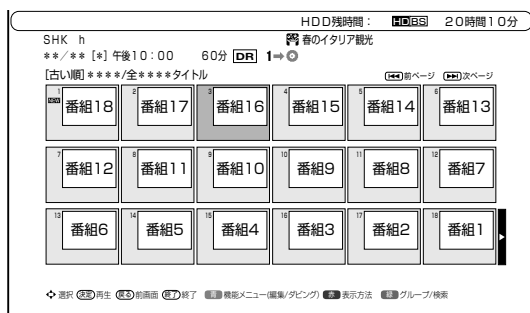 HDD残時間： HDBS 20時間10分
SHK h 春のイタリア観光
**/** [*] 午後10：00 60分 DR 1⇒
[古い順] ****/全****タイトル 前ページ 次ページ
1 NEW 番組18 2 番組17 3 番組16 4 番組15 5 番組14 6 番組13
7 番組12 8 番組11 9 番組10 10 番組9 11 番組8 12 番組7
13 番組6 14 番組5 15 番組4 16 番組3 17 番組2 18 番組1
選択 決定 再生 戻る 前画面 終了 終了 青 機能メニュー(編集/ダビング) 赤 表示方法 緑 グループ/検索